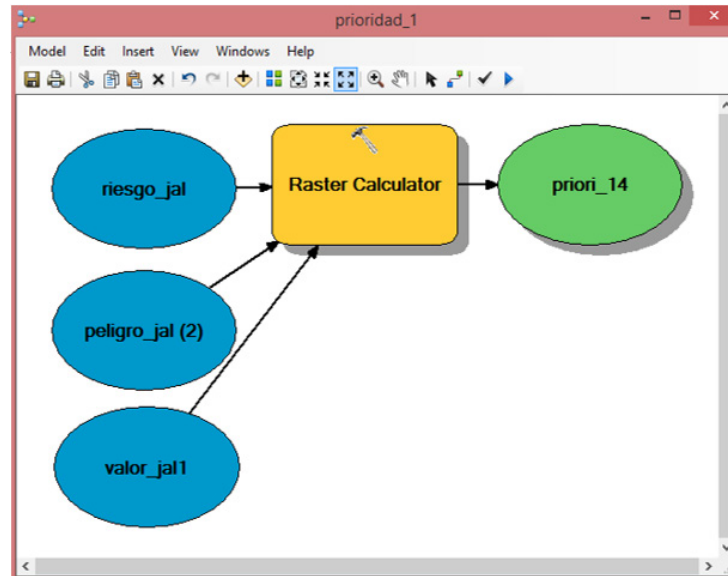 prioridad_1
Model Edit Insert View Windows Help
riesgo_jal
Raster Calculator
priori_14
peligro_jal (2)
valor_jal1